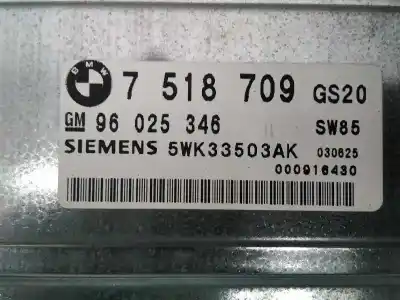 BMW
7 518 709 GS20
GM 96 025 346 SW85
SIEMENS 5WK33503AK 030625
000916430